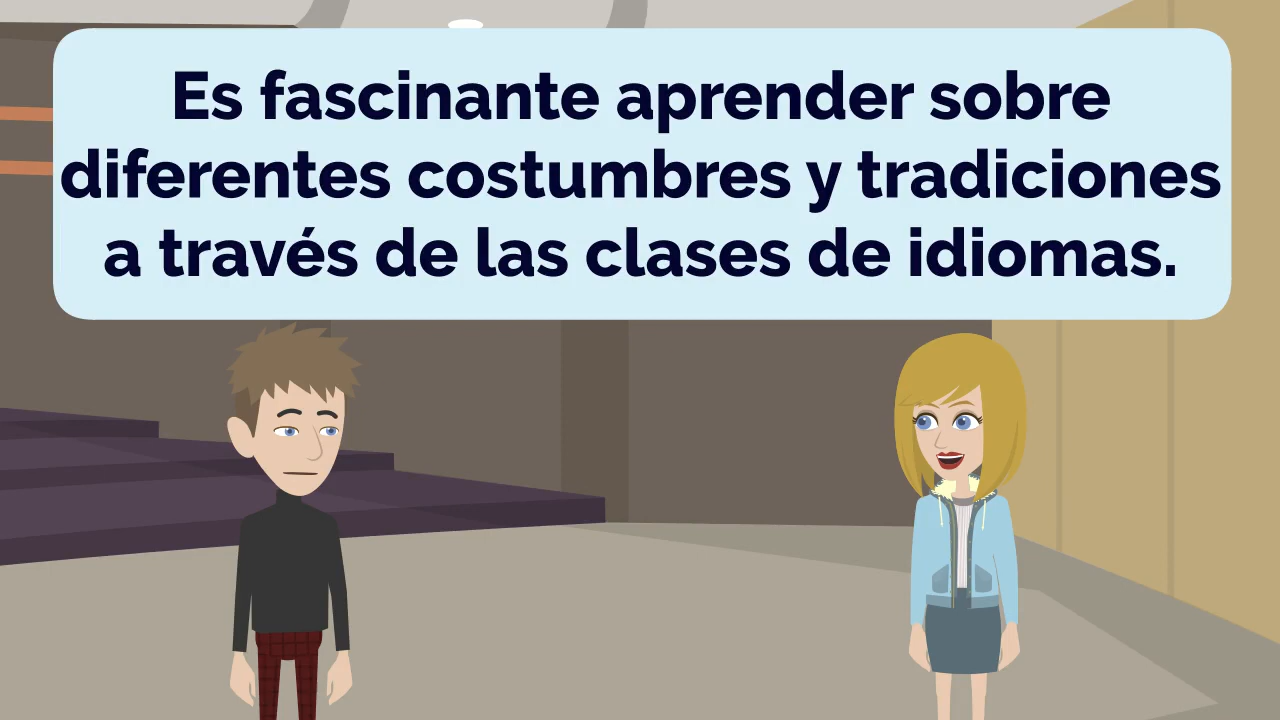 Es fascinante aprender sobre
diferentes costumbres y tradiciones
a través de las clases de idiomas.